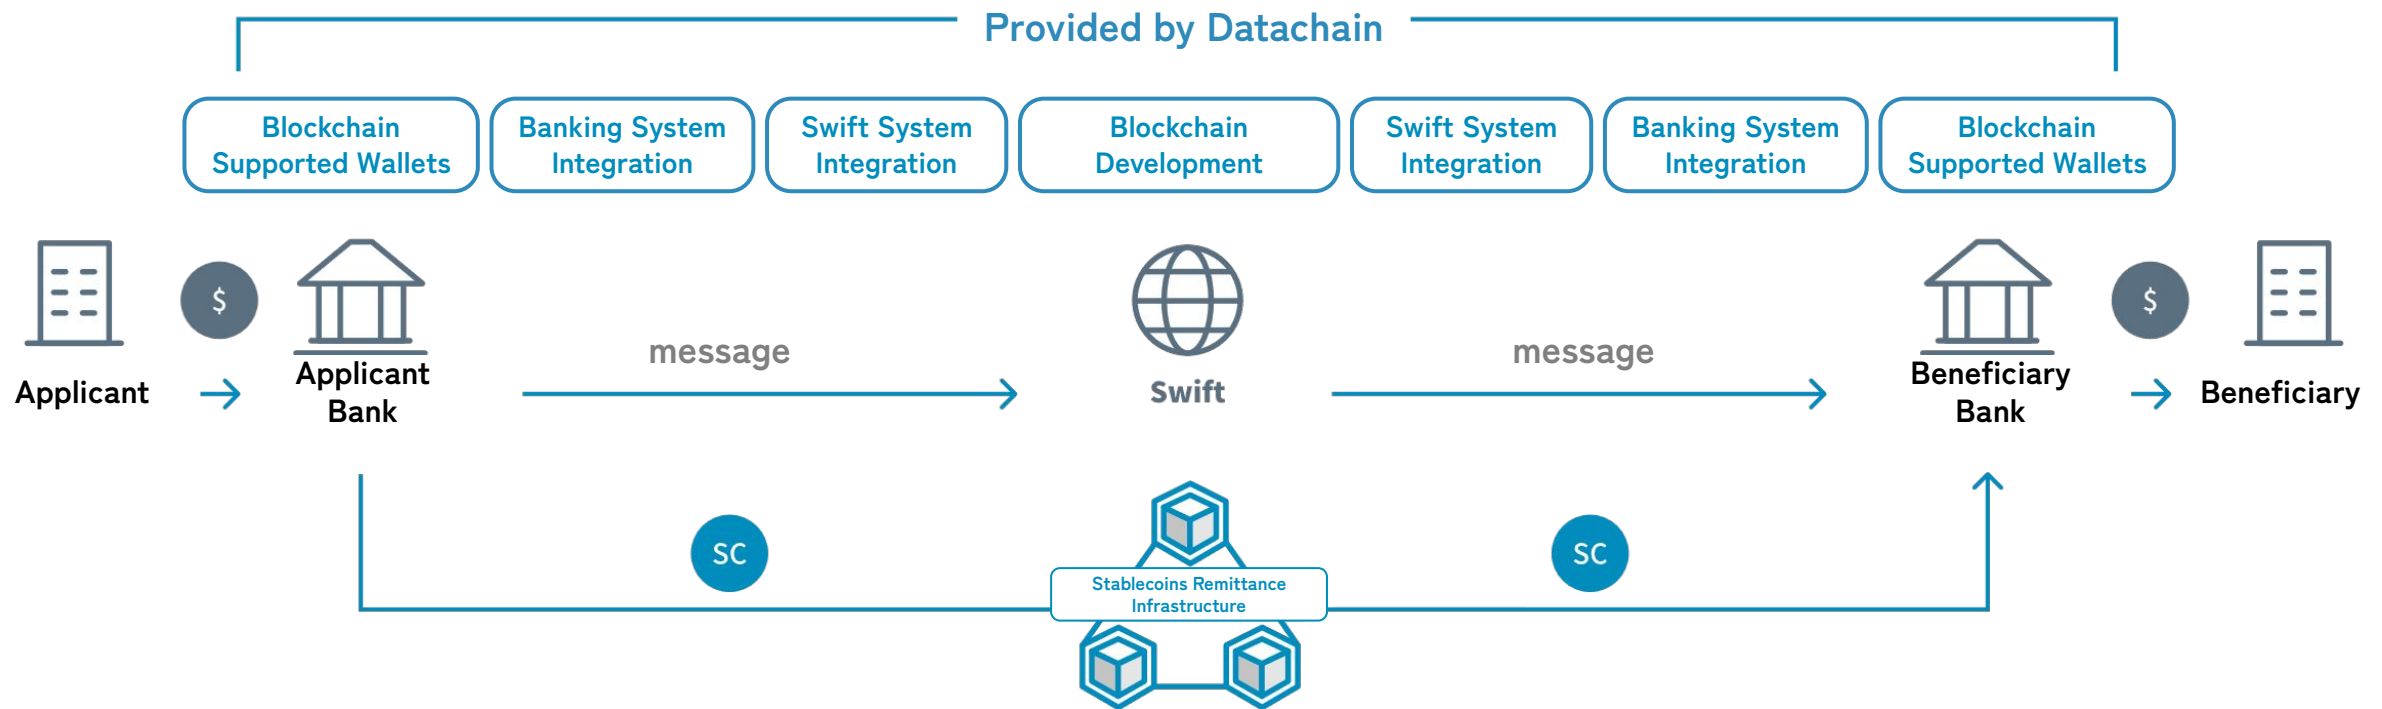 Provided by Datachain
Blockchain
Supported Wallets
Banking System
Integration
Swift System
Integration
Blockchain
Development
Swift System
Integration
Banking System
Integration
Blockchain
Supported Wallets
$
$
message
message
Applicant
Applicant
Bank
Swift
Beneficiary
Bank
Beneficiary
SC
SC
Stablecoins Remittance
Infrastructure